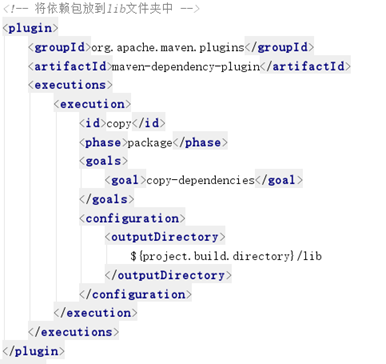 <!-- 将依赖包放到lib文件夹中 -->
<plugin>
<groupId>org.apache.maven.plugins</groupId>
<artifactId>maven-dependency-plugin</artifactId>
<executions>
<execution>
<id>copy</id>
<phase>package</phase>
<goals>
<goal>copy-dependencies</goal>
</goals>
<configuration>
<outputDirectory>
${project.build.directory}/lib
</outputDirectory>
</configuration>
</execution>
</executions>
</plugin>